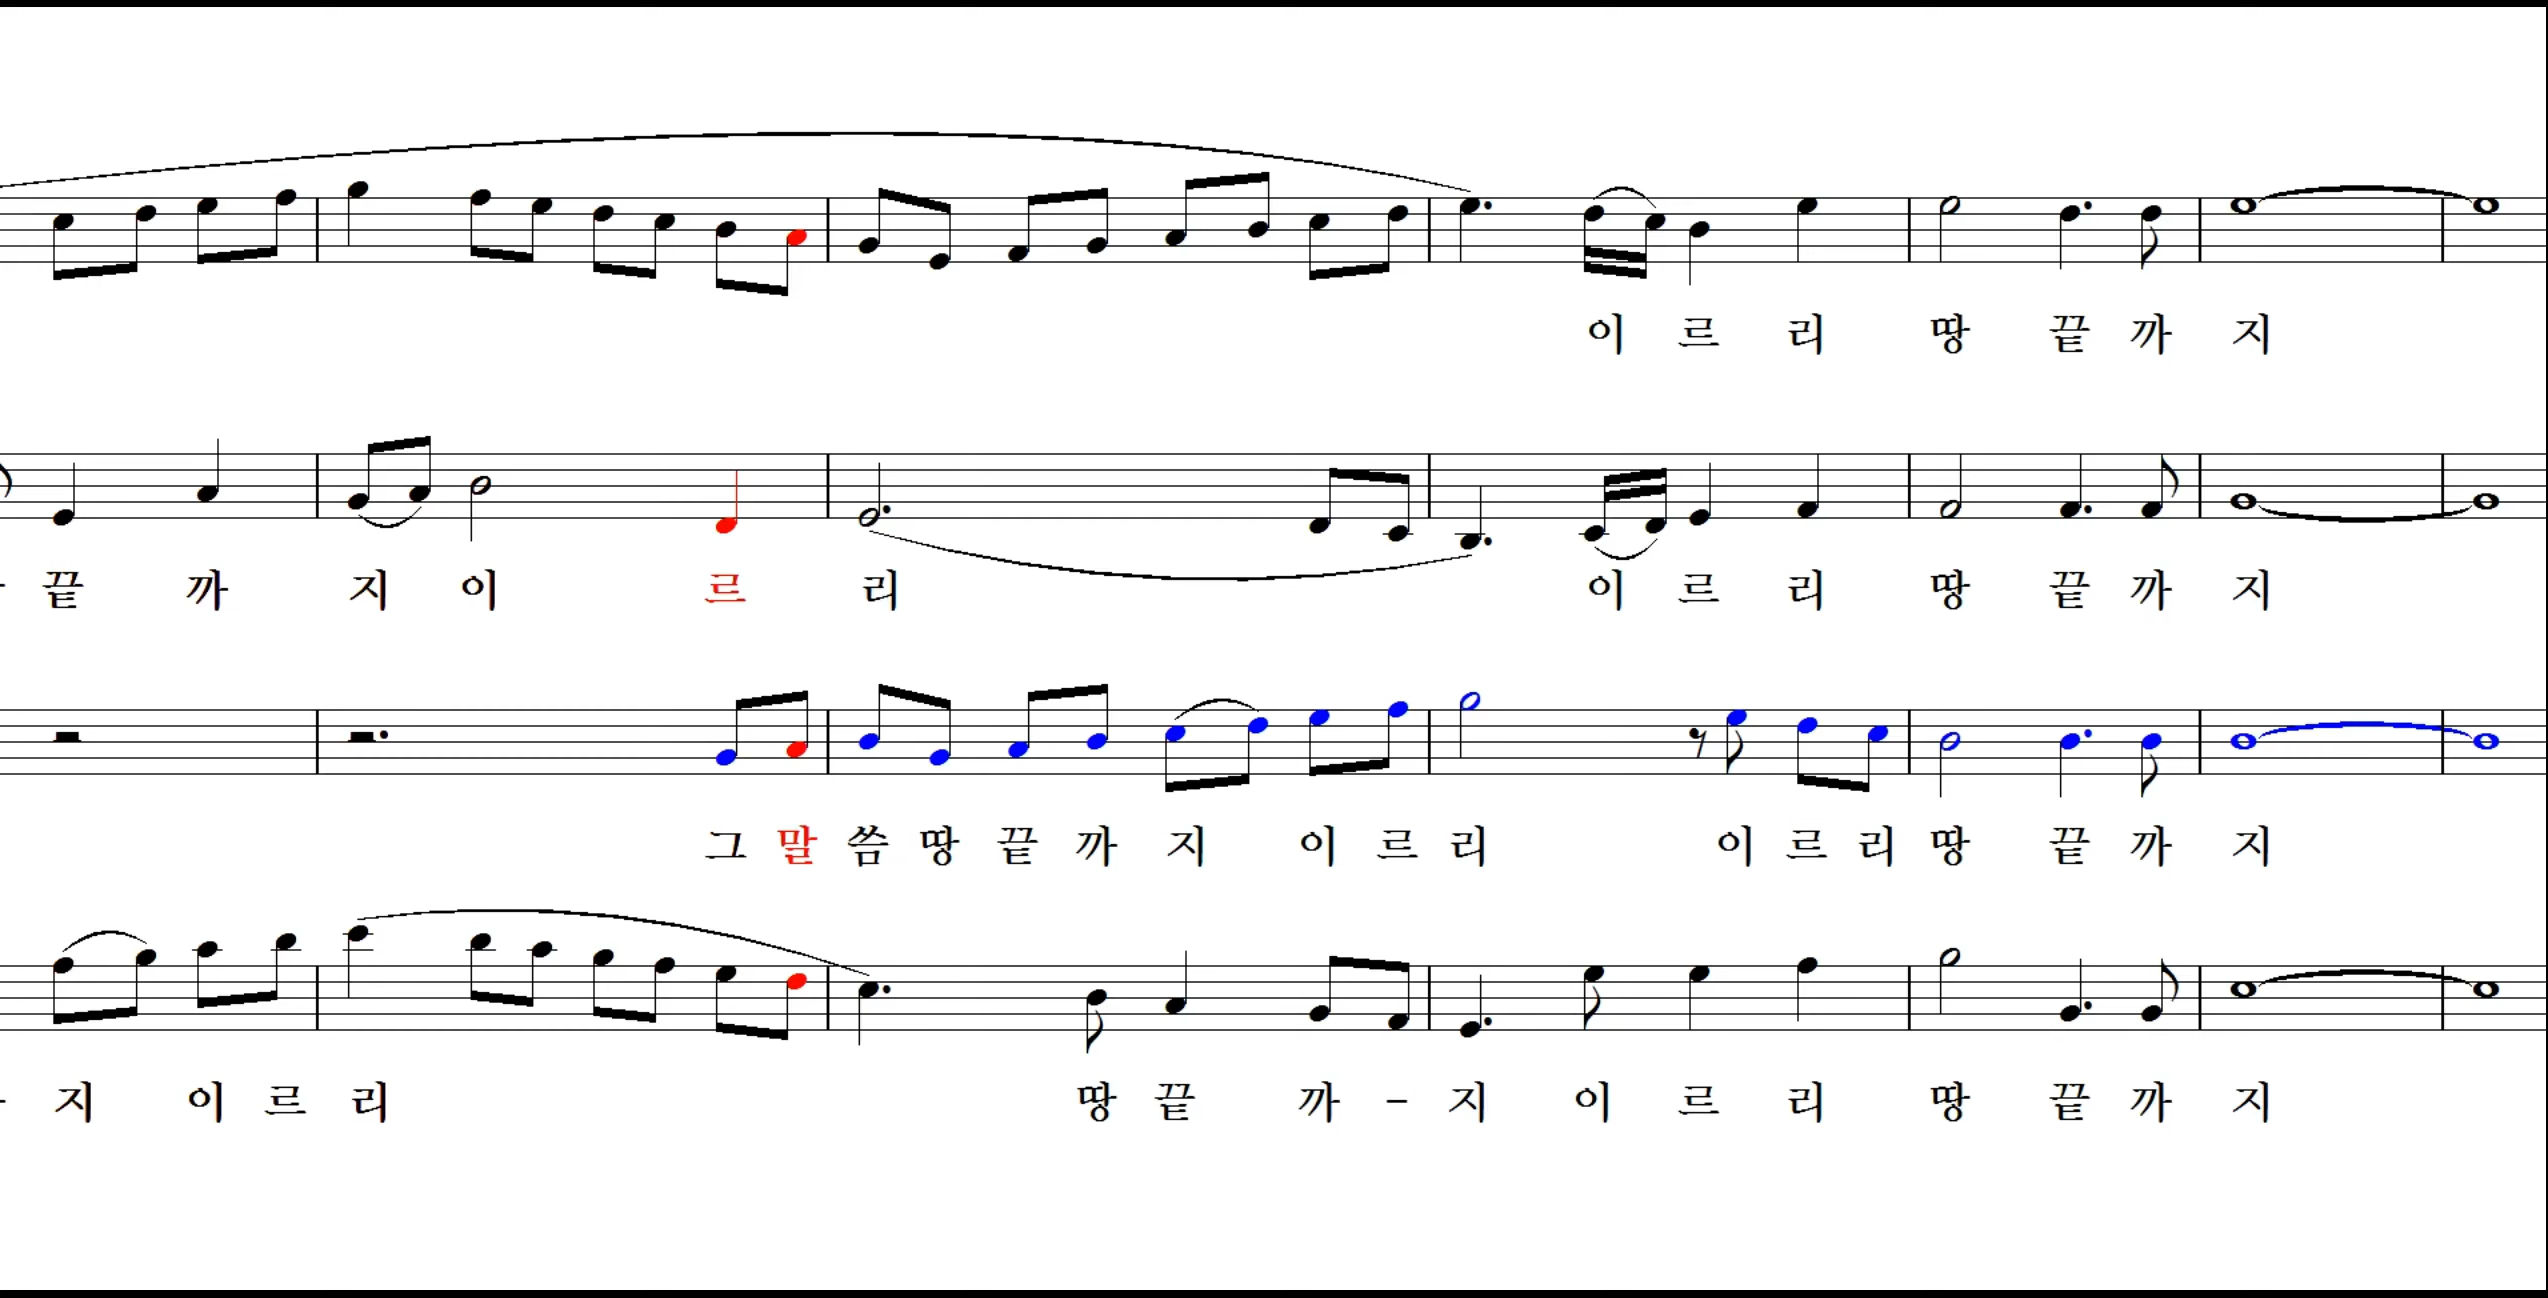 이 르 리 땅 끝 까 지
- 끝 까 지 이 르 리 이 르 리 땅 끝 까 지
그 말 씀 땅 끝 까 지 이 르 리 이 르 리 땅 끝 까 지
- 지 이 르 리 땅 끝 까 - 지 이 르 리 땅 끝 까 지